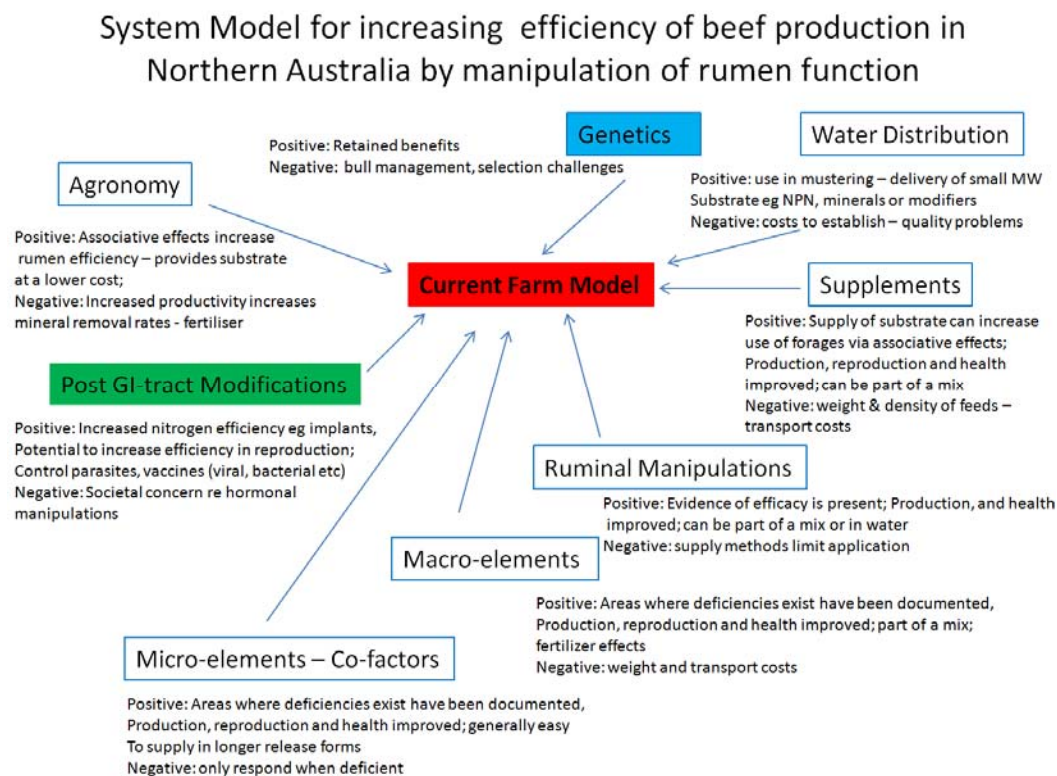 System Model for increasing efficiency of beef production in
Northern Australia by manipulation of rumen function
Genetics
Positive: Retained benefits
Negative: bull management, selection challenges
Water Distribution
Positive: use in mustering – delivery of small MW
Substrate eg NPN, minerals or modifiers
Negative: costs to establish – quality problems
Agronomy
Positive: Associative effects increase
rumen efficiency – provides substrate
at a lower cost;
Negative: Increased productivity increases
mineral removal rates - fertiliser
Current Farm Model
Supplements
Positive: Supply of substrate can increase
use of forages via associative effects;
Production, reproduction and health
improved; can be part of a mix
Negative: weight & density of feeds –
transport costs
Post GI-tract Modifications
Positive: Increased nitrogen efficiency eg implants,
Potential to increase efficiency in reproduction;
Control parasites, vaccines (viral, bacterial etc)
Negative: Societal concern re hormonal
manipulations
Ruminal Manipulations
Positive: Evidence of efficacy is present; Production, and health
improved; can be part of a mix or in water
Negative: supply methods limit application
Macro-elements
Positive: Areas where deficiencies exist have been documented,
Production, reproduction and health improved; part of a mix;
fertilizer effects
Negative: weight and transport costs
Micro-elements – Co-factors
Positive: Areas where deficiencies exist have been documented,
Production, reproduction and health improved; generally easy
To supply in longer release forms
Negative: only respond when deficient